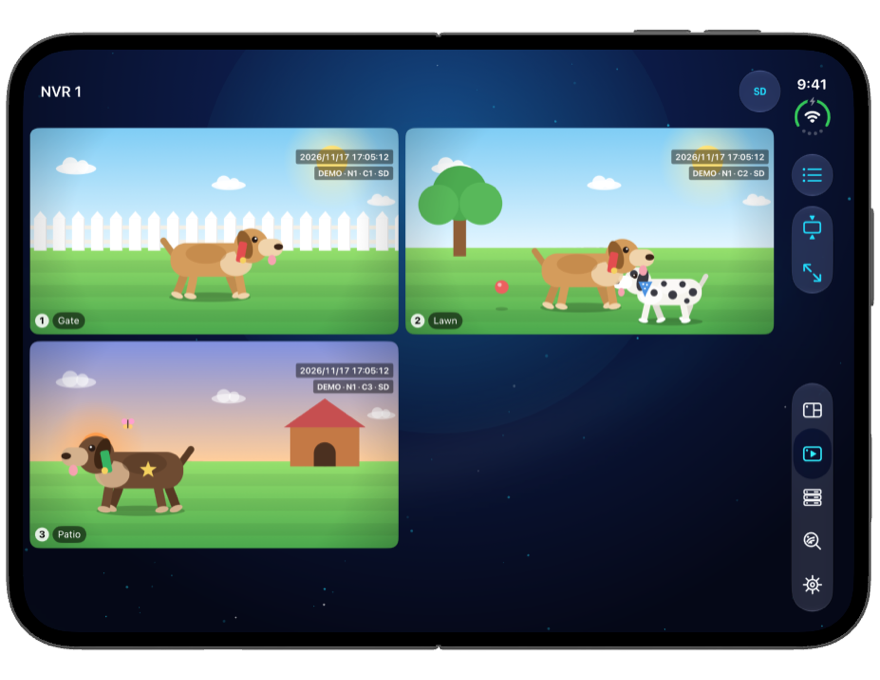 NVR 1
SD
9:41
2026/11/17 17:05:12
DEMO · N1 · C1 · SD
1 Gate
2026/11/17 17:05:12
DEMO · N1 · C2 · SD
2 Lawn
2026/11/17 17:05:12
DEMO · N1 · C3 · SD
3 Patio